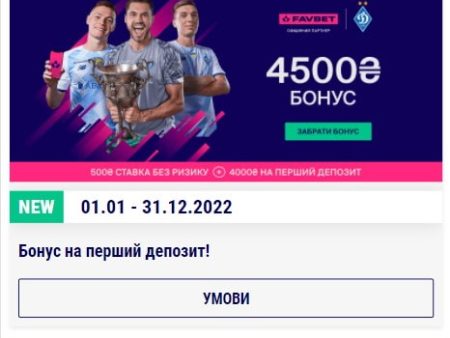 FAVBET
ОФІЦІЙНИЙ ПАРТНЕР
4500₴
БОНУС
ЗАБРАТИ БОНУС
500₴ СТАВКА БЕЗ РИЗИКУ + 4000₴ НА ПЕРШИЙ ДЕПОЗИТ
NEW 01.01 - 31.12.2022
Бонус на перший депозит!
УМОВИ